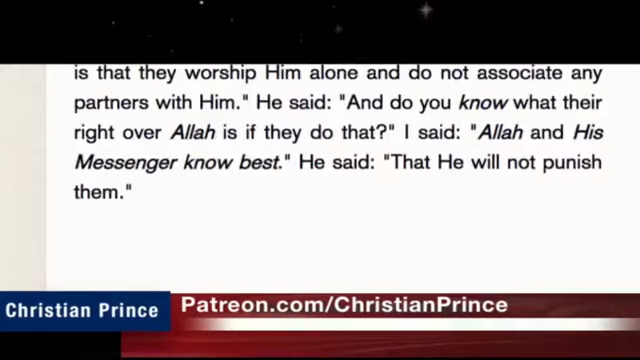 is that they worship Him alone and do not associate any
partners with Him." He said: "And do you know what their
right over Allah is if they do that?" I said: "Allah and His
Messenger know best." He said: "That He will not punish
them."
Christian Prince
Patreon.com/ChristianPrince